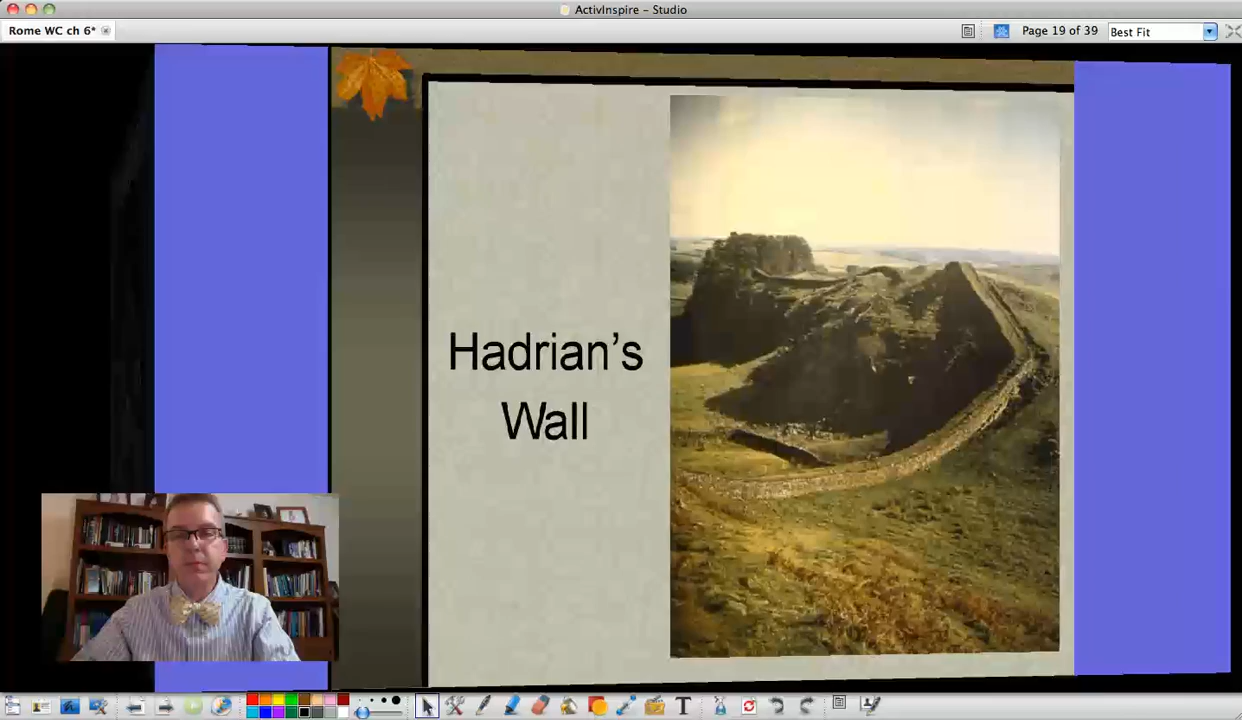 ActivInspire – Studio
Rome WC ch 6*
Page 19 of 39
Best Fit
Hadrian's
Wall
T